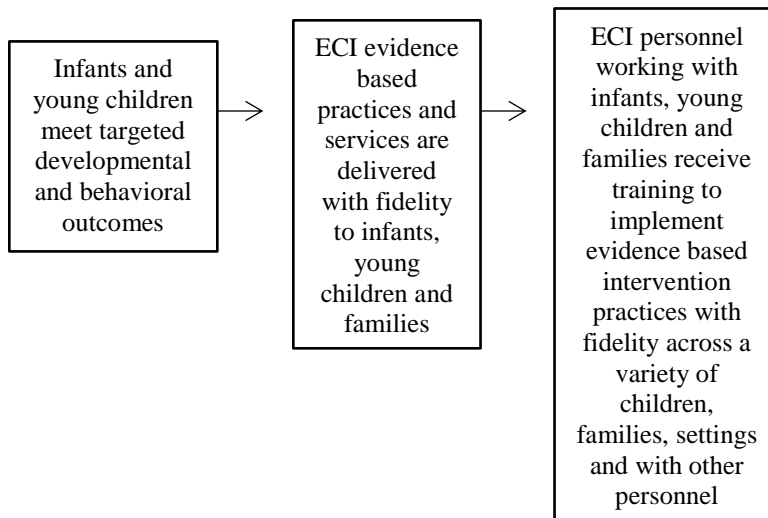 Infants and
young children
meet targeted
developmental
and behavioral
outcomes
ECI evidence
based
practices and
services are
delivered
with fidelity
to infants,
young
children and
families
ECI personnel
working with
infants, young
children and
families receive
training to
implement
evidence based
intervention
practices with
fidelity across a
variety of
children,
families, settings
and with other
personnel